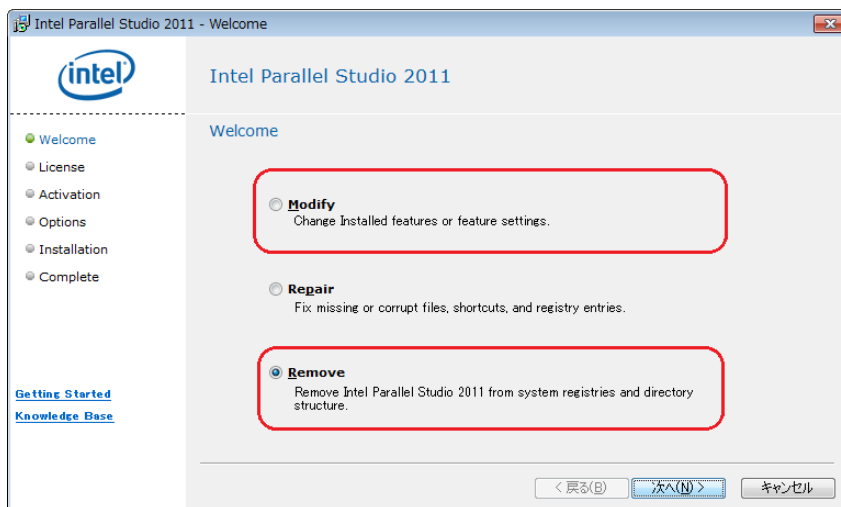 Intel Parallel Studio 2011 - Welcome
intel
Intel Parallel Studio 2011
Welcome
License
Activation
Options
Installation
Complete
Getting Started
Knowledge Base
Welcome
Modify
Change Installed features or feature settings.
Repair
Fix missing or corrupt files, shortcuts, and registry entries.
Remove
Remove Intel Parallel Studio 2011 from system registries and directory
structure.
< 戻る(B)
次へ(N) >
キャンセル